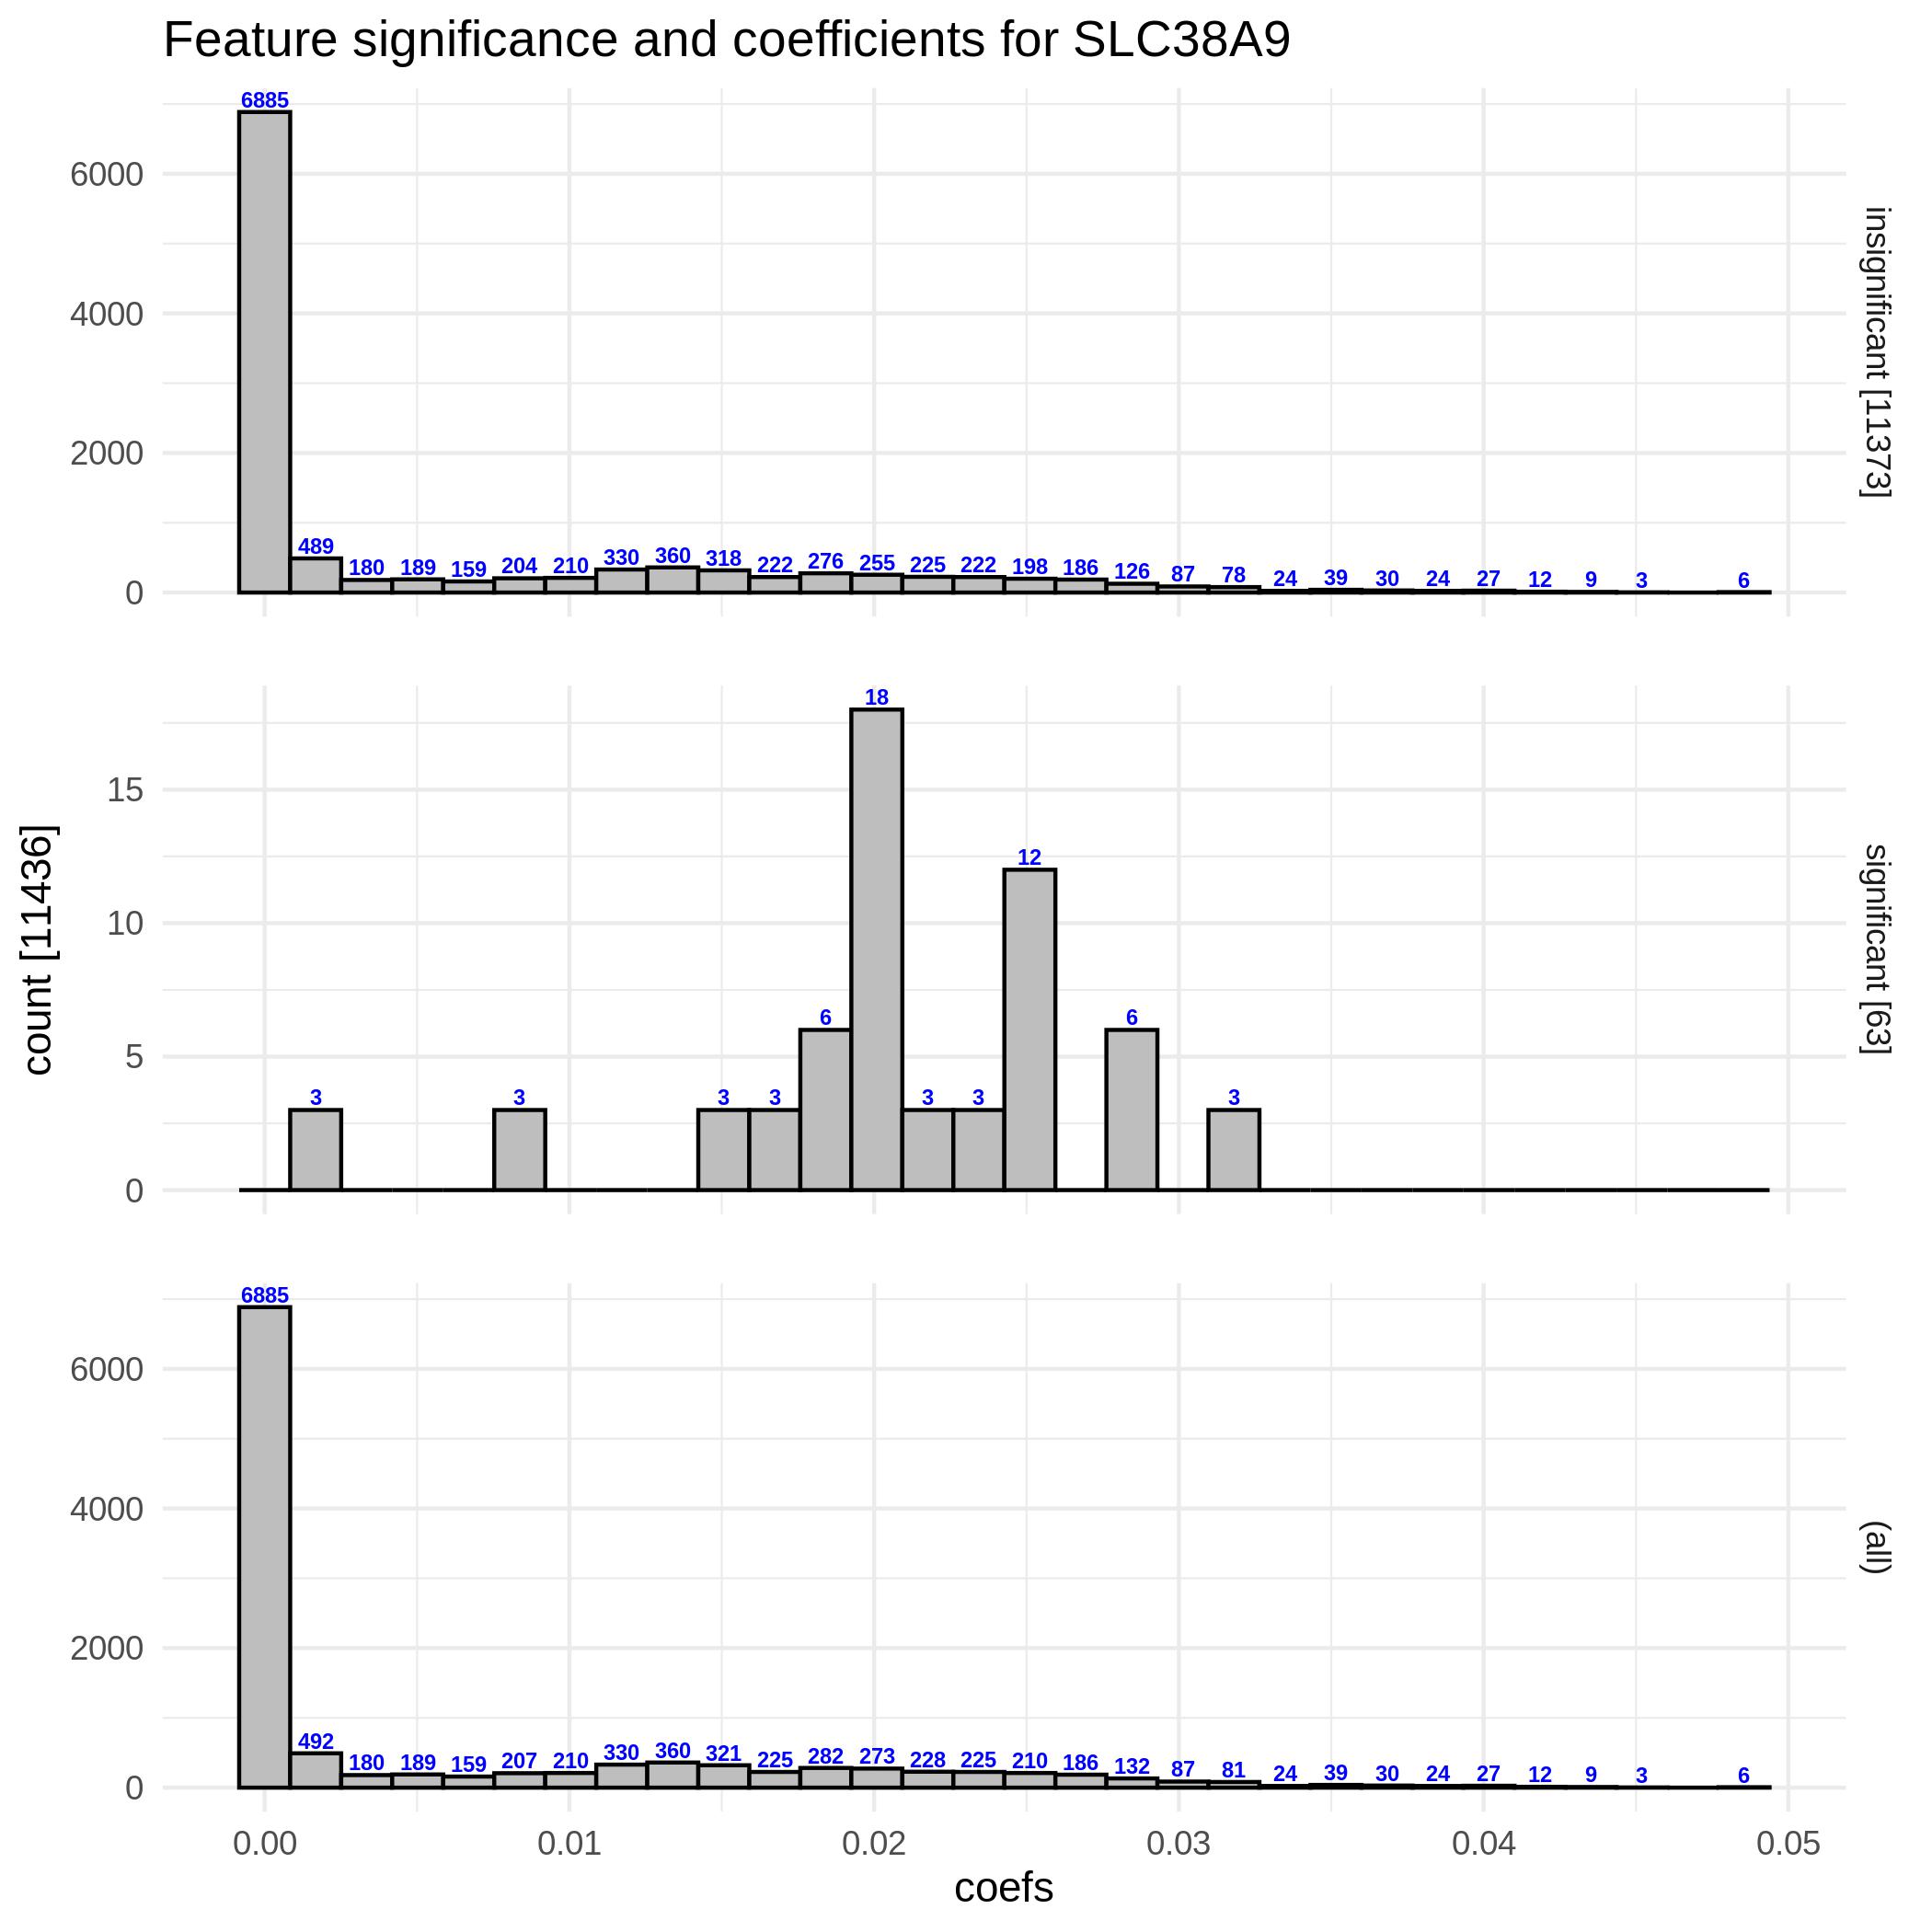 Feature significance and coefficients for SLC38A9
6885
6000
4000
2000
0
489 180 189 159 204 210 330 360 318 222 276 255 225 222 198 186 126 87 78 24 39 30 24 27 12 9 3 6
insignificant [11373]
count [11436]
15
10
5
0
3 3 3 3 6 18 3 3 12 6 3
significant [63]
6885
6000
4000
2000
0
492 180 189 159 207 210 330 360 321 225 282 273 228 225 210 186 132 87 81 24 39 30 24 27 12 9 3 6
(all)
0.00 0.01 0.02 0.03 0.04 0.05
coefs